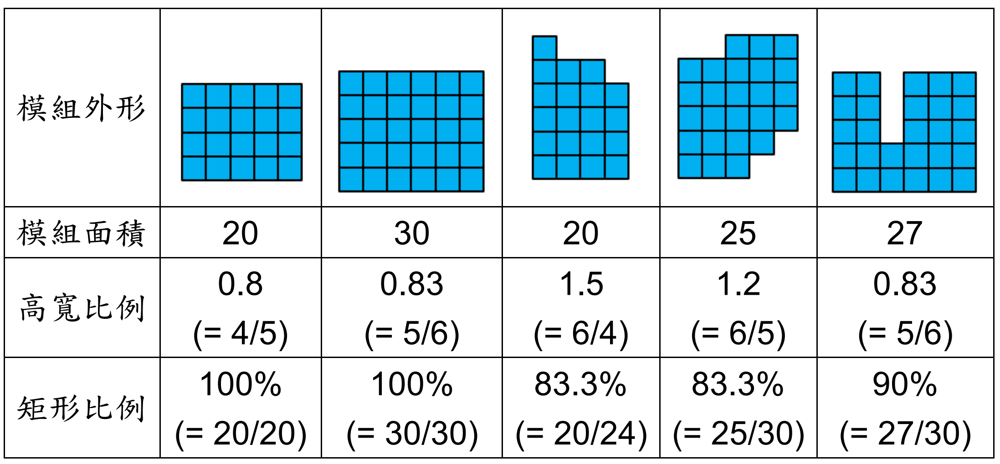 模組外形
模組面積 20 30 20 25 27
高寬比例 0.8 0.83 1.5 1.2 0.83
(= 4/5) (= 5/6) (= 6/4) (= 6/5) (= 5/6)
矩形比例 100% 100% 83.3% 83.3% 90%
(= 20/20) (= 30/30) (= 20/24) (= 25/30) (= 27/30)